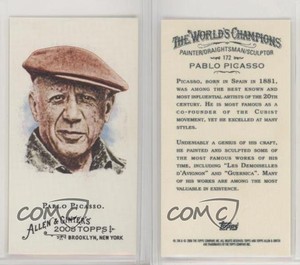 PABLO PICASSO.
ALLEN & GINTER'S
2008 TOPPS
BROOKLYN, NEW YORK
COMC
THE WORLD'S CHAMPIONS
PAINTER/DRAUGHTSMAN/SCULPTOR
172
PABLO PICASSO
PICASSO, BORN IN SPAIN IN 1881,
WAS AMONG THE BEST KNOWN AND
MOST INFLUENTIAL ARTISTS OF THE 20TH
CENTURY. HE IS MOST FAMOUS AS A
CO-FOUNDER OF THE CUBIST
MOVEMENT, YET HE EXCELLED AT MANY
STYLES.
UNDENIABLY A GENIUS OF HIS CRAFT,
HE PAINTED AND SCULPTED SOME OF
THE MOST FAMOUS WORKS OF HIS
TIME, INCLUDING "LES DEMOISELLES
D'AVIGNON" AND "GUERNICA". MANY
OF HIS WORKS ARE AMONG THE MOST
VALUABLE IN EXISTENCE.
COMC
Topps